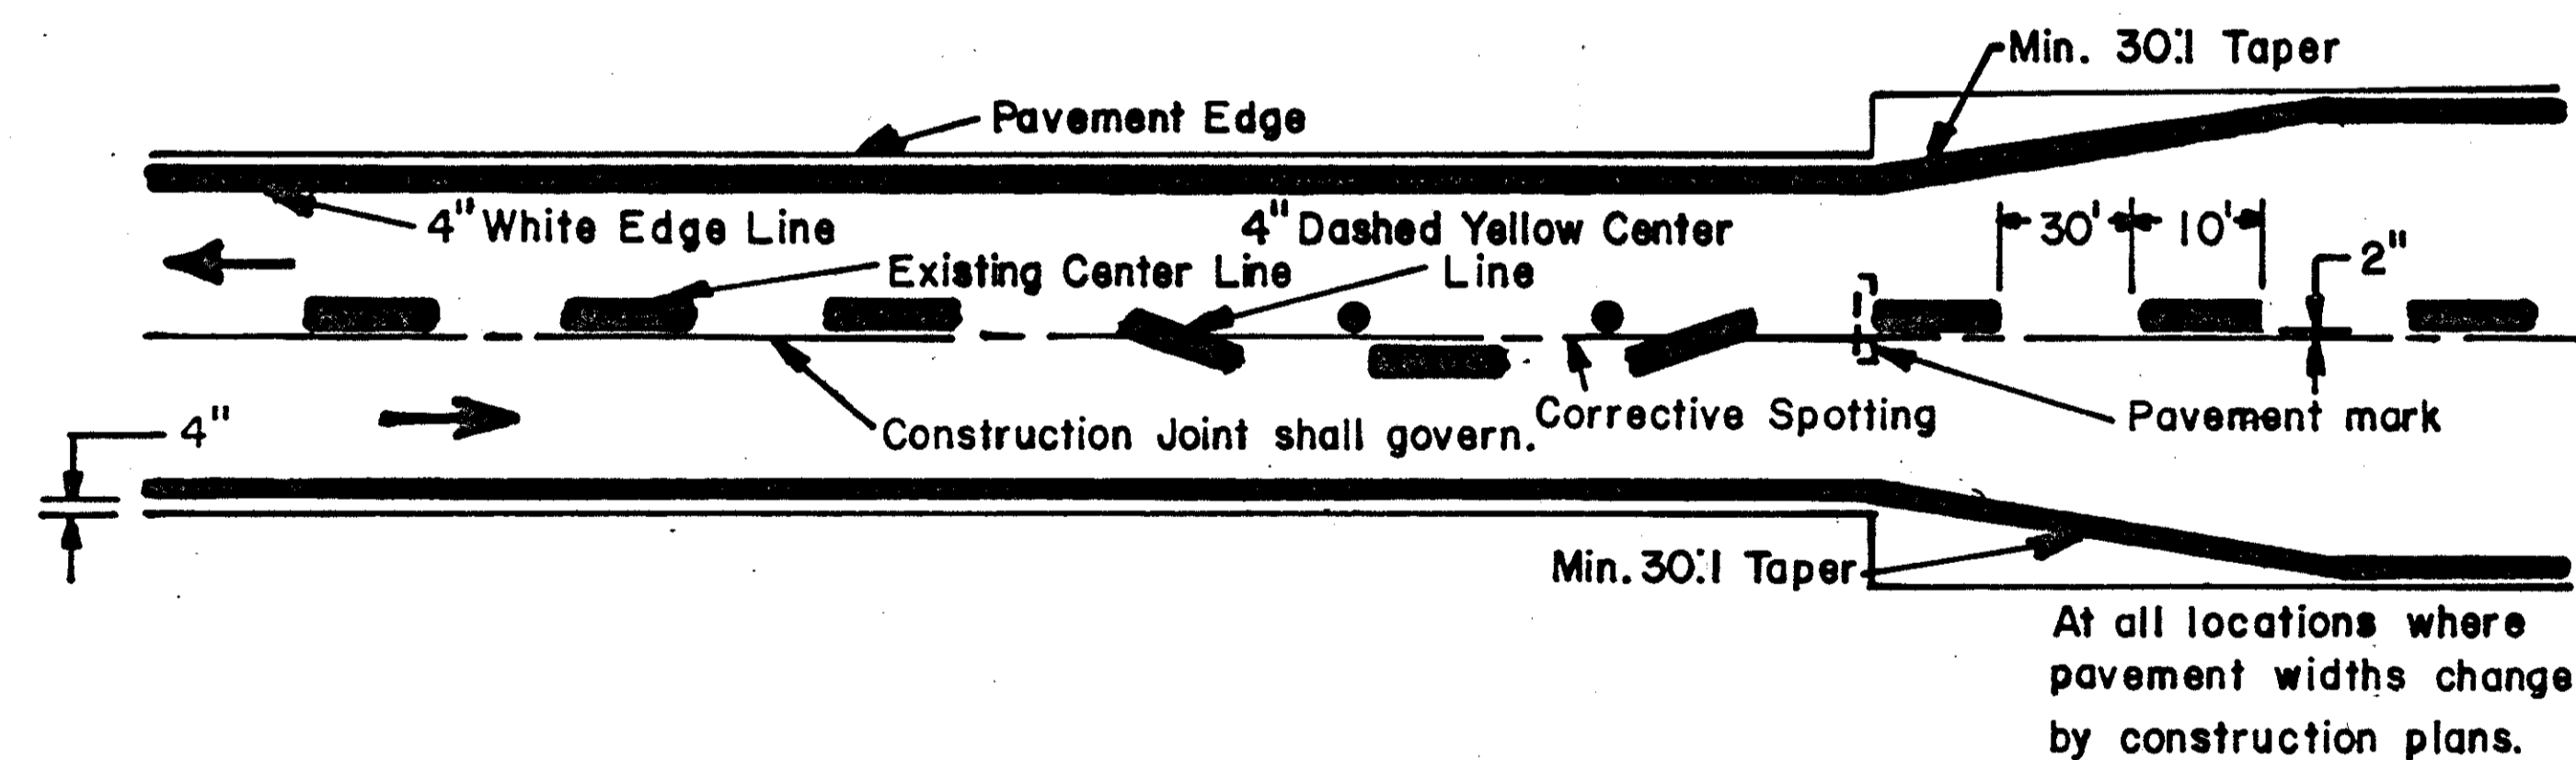 Min. 30:1 Taper
Pavement Edge
4" White Edge Line
4" Dashed Yellow Center
Line
30'
10'
2"
Existing Center Line
4"
Construction Joint shall govern.
Corrective Spotting
Pavement mark
Min. 30:1 Taper
At all locations where
pavement widths change
by construction plans.